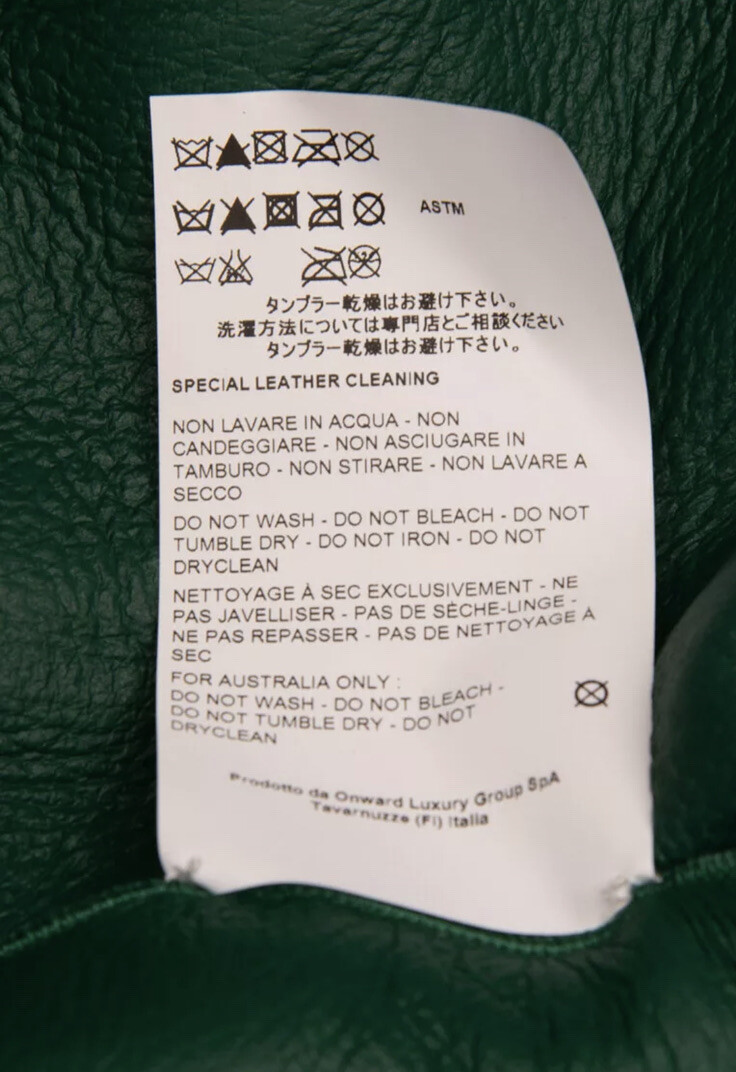 ASTM
タンブラー乾燥はお避け下さい。
洗濯方法については専門店とご相談ください
タンブラー乾燥はお避け下さい。
SPECIAL LEATHER CLEANING
NON LAVARE IN ACQUA - NON
CANDEGGIARE - NON ASCIUGARE IN
TAMBURO - NON STIRARE - NON LAVARE A
SECCO
DO NOT WASH - DO NOT BLEACH - DO NOT
TUMBLE DRY - DO NOT IRON - DO NOT
DRYCLEAN
NETTOYAGE À SEC EXCLUSIVEMENT - NE
PAS JAVELLISER - PAS DE SÈCHE-LINGE -
NE PAS REPASSER - PAS DE NETTOYAGE À
SEC
FOR AUSTRALIA ONLY :
DO NOT WASH - DO NOT BLEACH -
DO NOT TUMBLE DRY - DO NOT
DRYCLEAN
Prodotto da Onward Luxury Group SpA
Tavarnuzze (FI) Italia